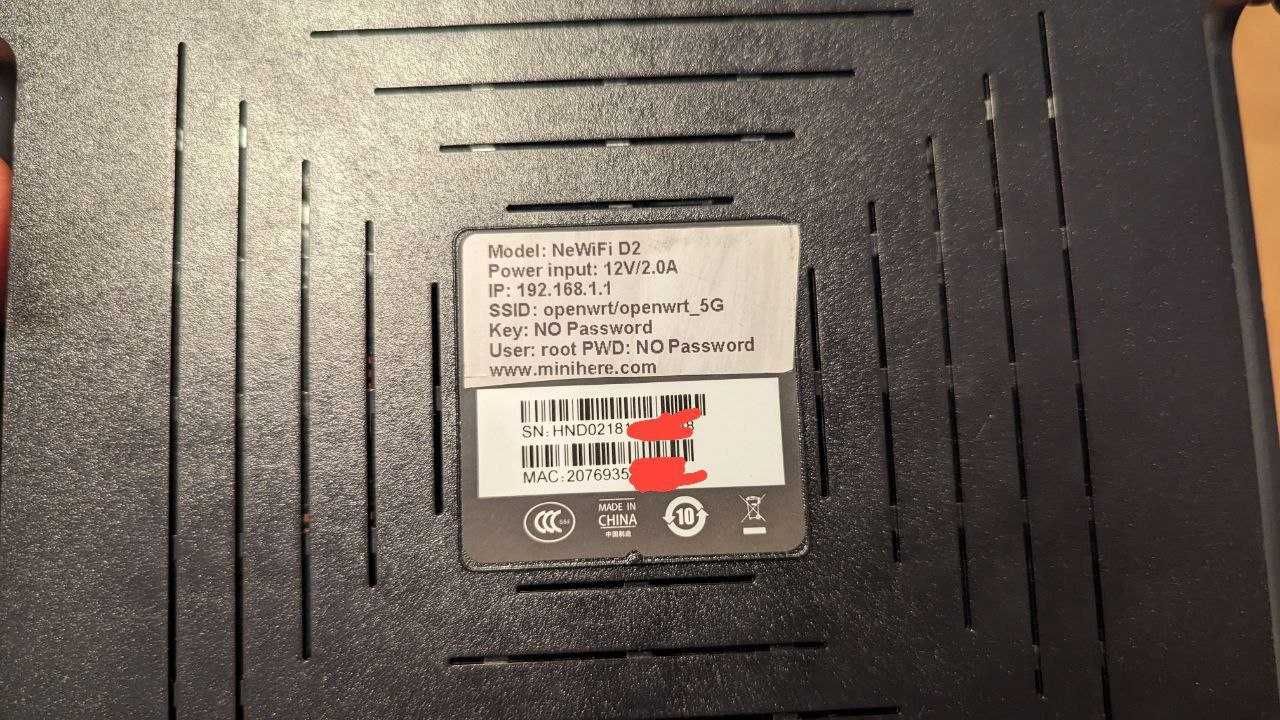 Model: NeWiFi D2
Power input: 12V/2.0A
IP: 192.168.1.1
SSID: openwrt/openwrt_5G
Key: NO Password
User: root PWD: NO Password
www.minihere.com
SN: HND02181
MAC: 2076935
CCC
MADE IN
CHINA
中国制造
10